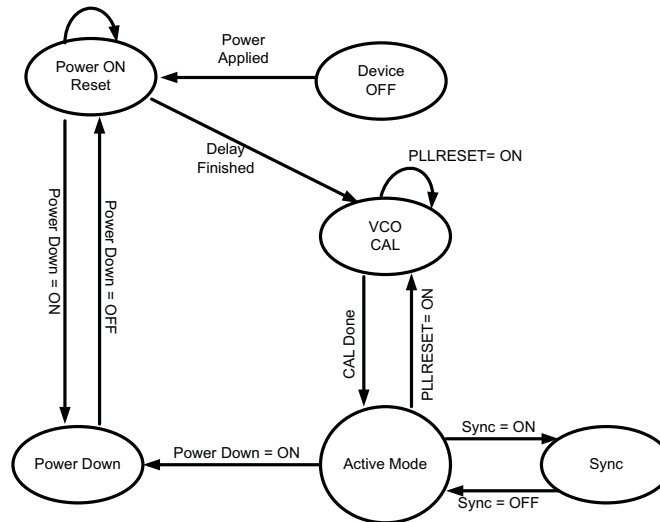 Power ON
Reset
Power
Applied
Device
OFF
Delay
Finished
PLLRESET= ON
VCO
CAL
Power Down = ON
Power Down = OFF
CAL Done
PLLRESET= ON
Power Down
Power Down = ON
Active Mode
Sync = ON
Sync
Sync = OFF